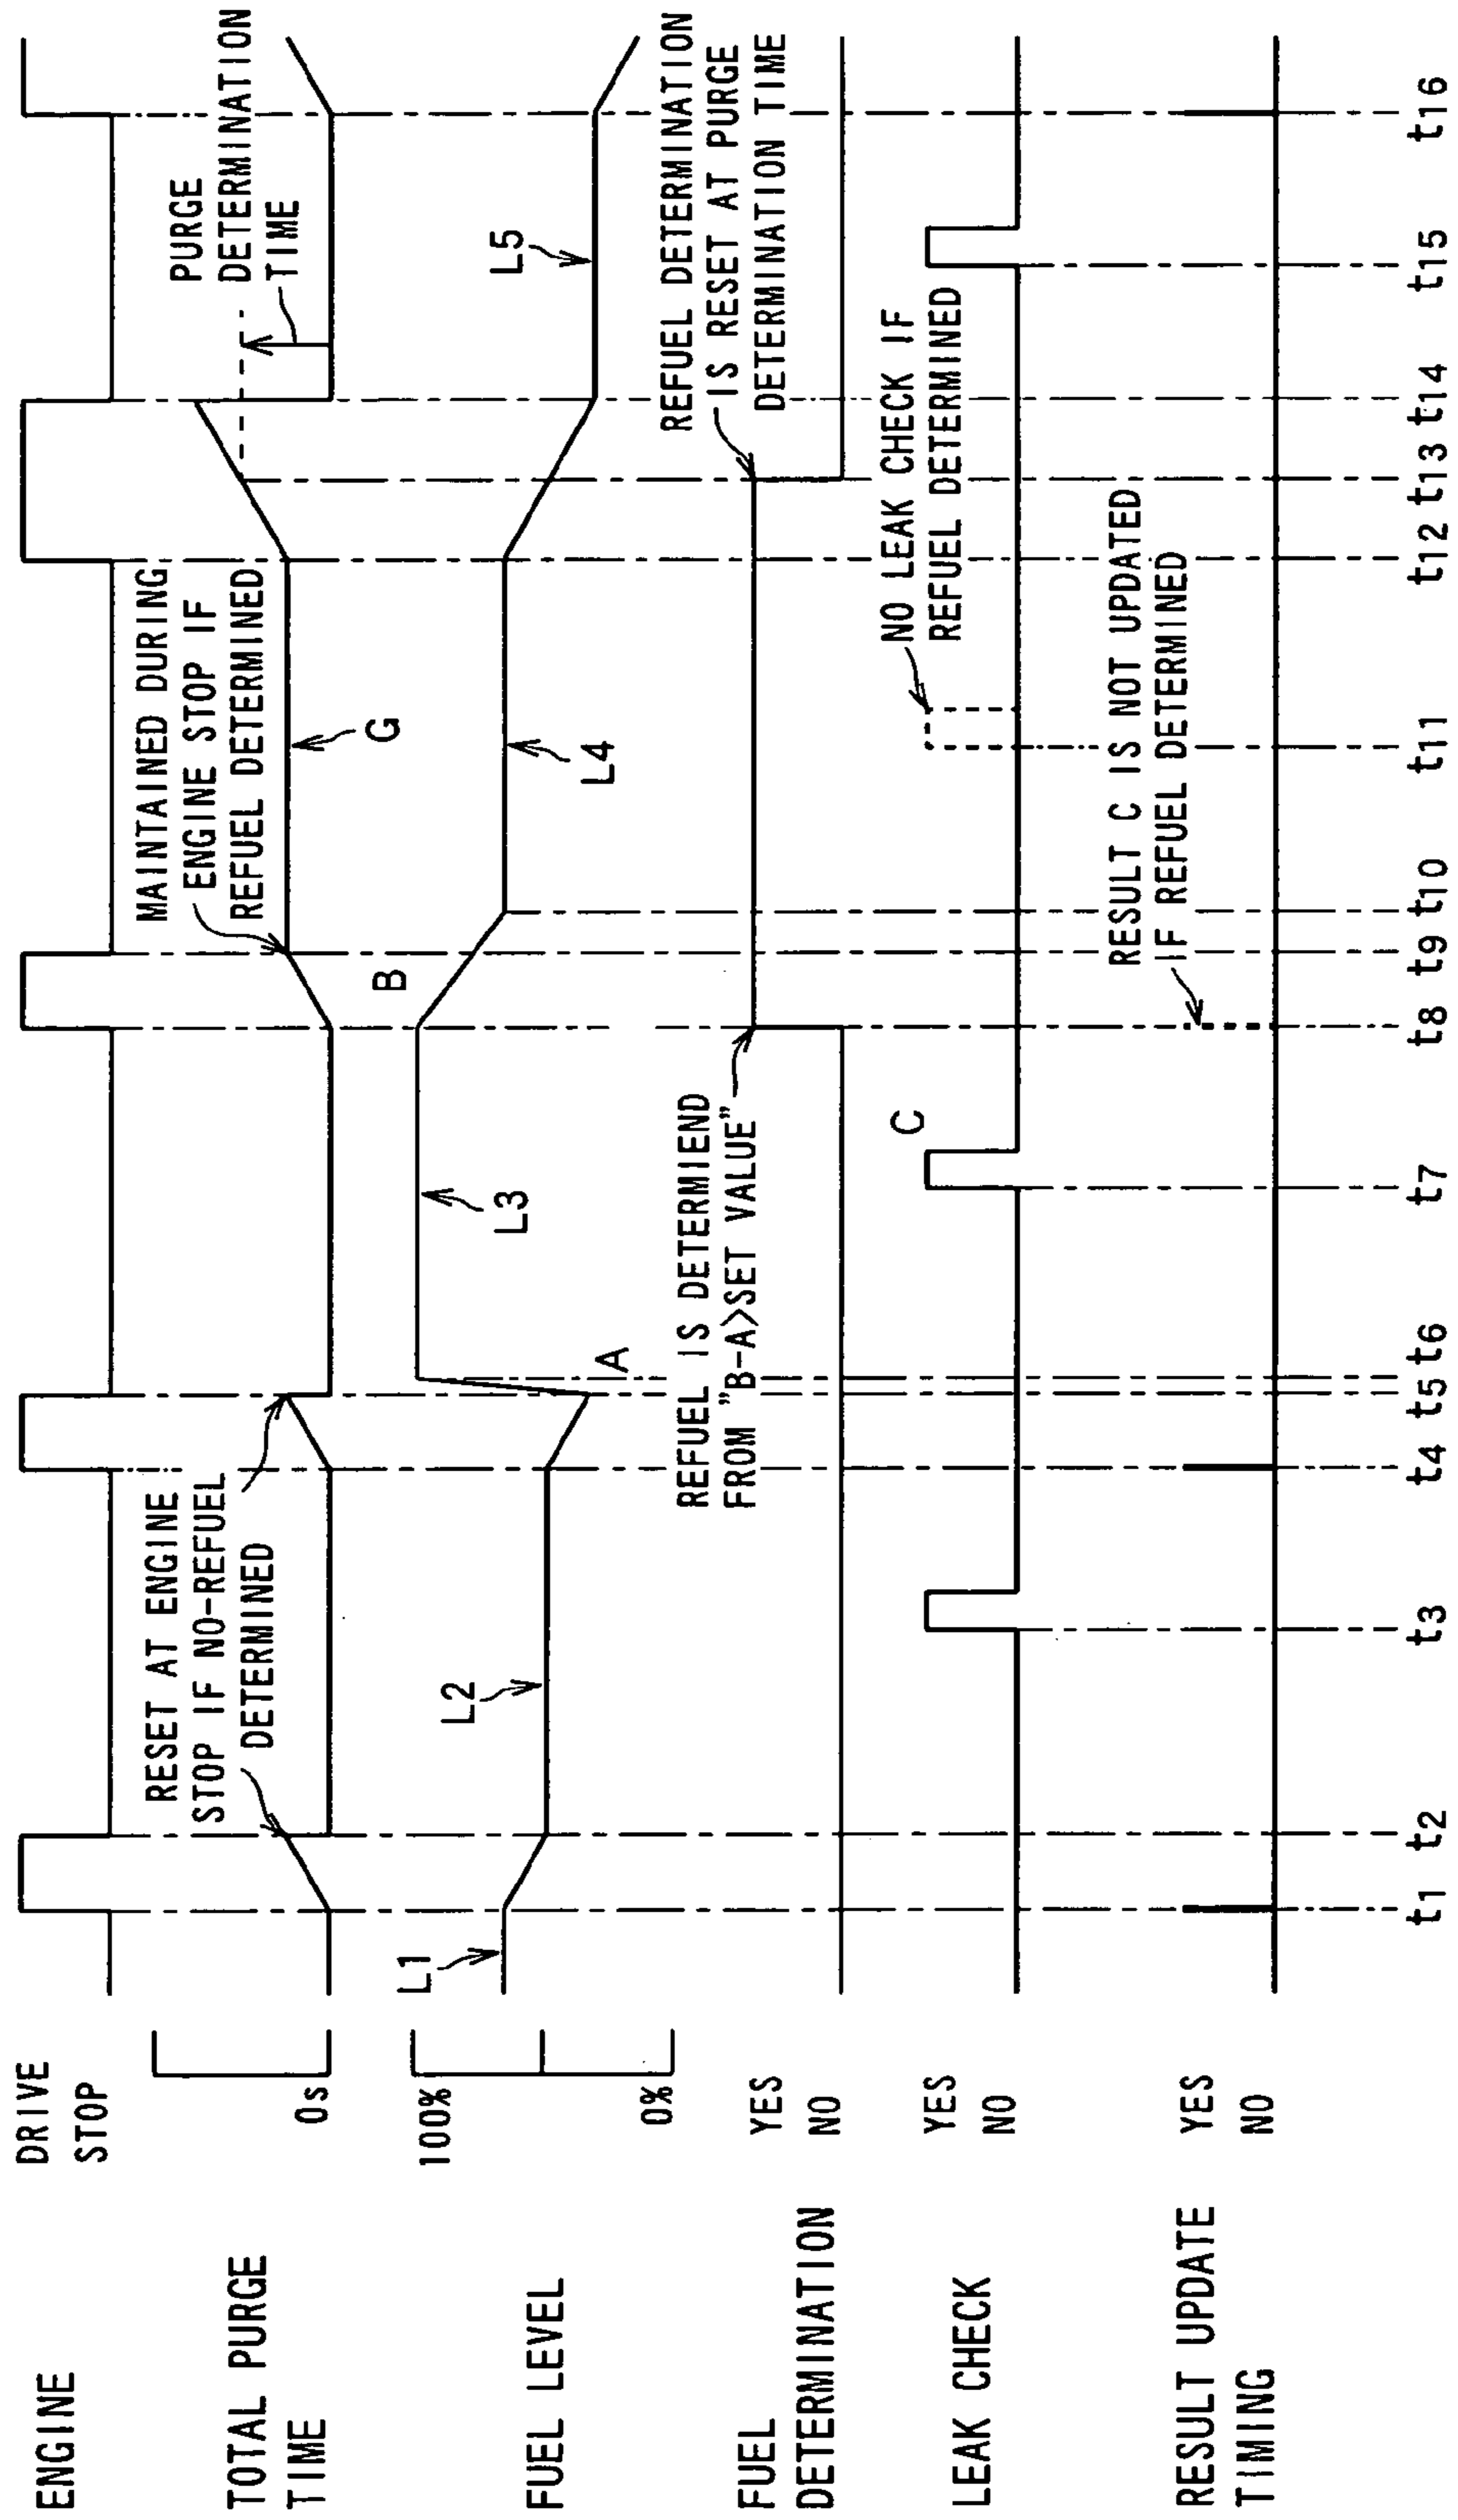 ENGINE
DRIVE
STOP
TOTAL PURGE
TIME
0s
RESET AT ENGINE
STOP IF NO-REFUEL
DETERMINED
MAINTAINED DURING
ENGINE STOP IF
REFUEL DETERMINED
PURGE
DETERMINATION
TIME
G
FUEL LEVEL
100%
0%
L1
L2
A
L3
B
L4
L5
FUEL
DETERMINATION
YES
NO
REFUEL IS DETERMIEND
FROM "B-A>SET VALUE"
REFUEL DETERMINATION
IS RESET AT PURGE
DETERMINATION TIME
LEAK CHECK
YES
NO
C
NO LEAK CHECK IF
REFUEL DETERMINED
RESULT UPDATE
TIMING
YES
NO
RESULT C IS NOT UPDATED
IF REFUEL DETERMINED
t1 t2 t3 t4 t5 t6 t7 t8 t9 t10 t11 t12 t13 t14 t15 t16